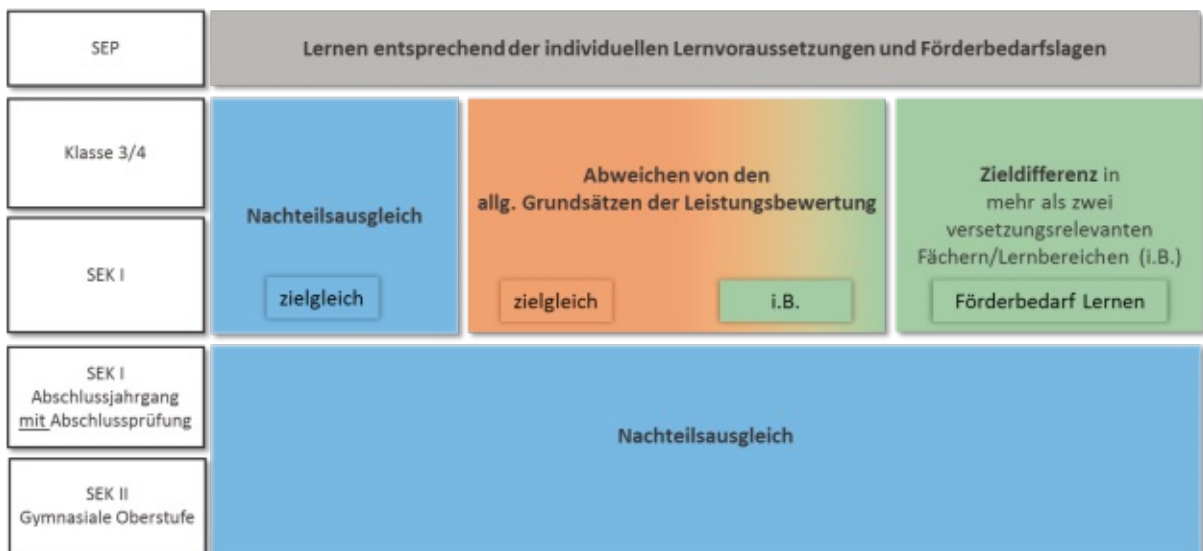 SEP
Lernen entsprechend der individuellen Lernvoraussetzungen und Förderbedarfslagen
Klasse 3/4
SEK I
Nachteilsausgleich
zielgleich
Abweichen von den
allg. Grundsätzen der Leistungsbewertung
zielgleich
i.B.
Zieldifferenz in
mehr als zwei
versetzungsrelevanten
Fächern/Lernbereichen (i.B.)
Förderbedarf Lernen
SEK I
Abschlussjahrgang
mit Abschlussprüfung
SEK II
Gymnasiale Oberstufe
Nachteilsausgleich